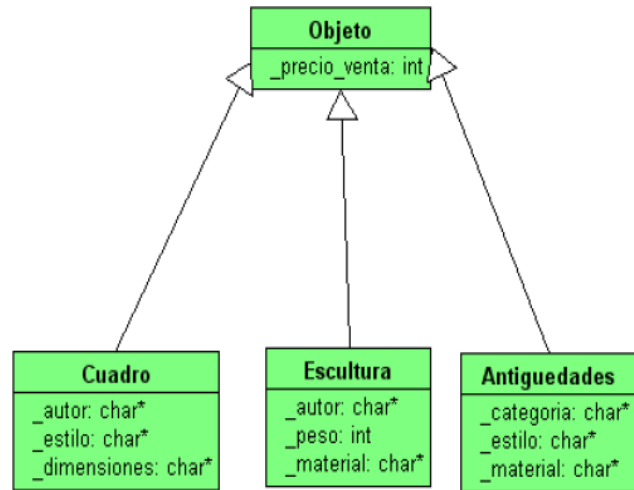 Objeto
_precio_venta: int
Cuadro
_autor: char*
_estilo: char*
_dimensiones: char*
Escultura
_autor: char*
_peso: int
_material: char*
Antiguedades
_categoria: char*
_estilo: char*
_material: char*